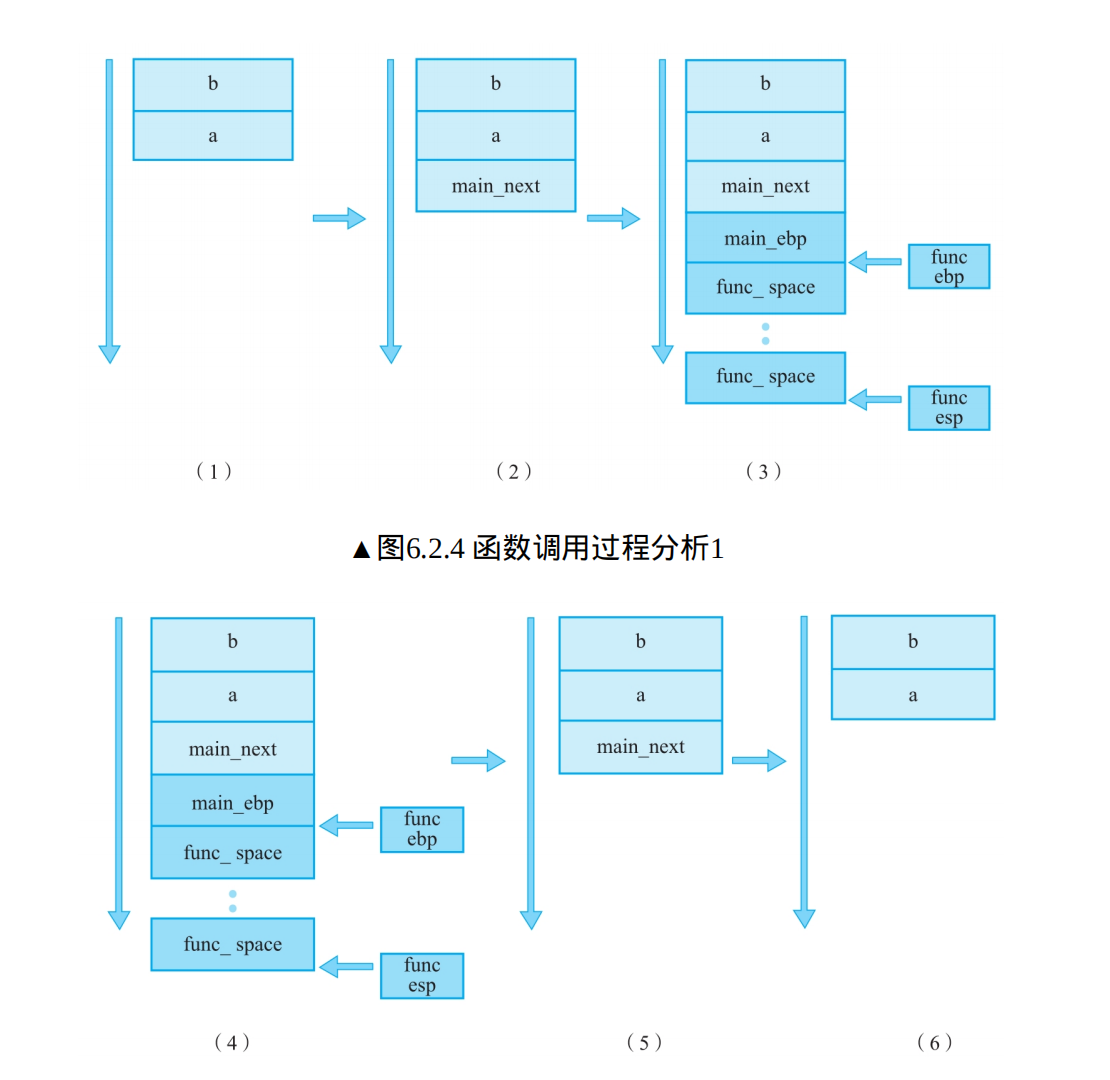 b
a
b
a
main_next
b
a
main_next
main_ebp
func_ space
func_ space
func
ebp
func
esp
（1）
（2）
（3）
▲图6.2.4 函数调用过程分析1
b
a
main_next
main_ebp
func_ space
func_ space
func
ebp
func
esp
b
a
main_next
b
a
（4）
（5）
（6）